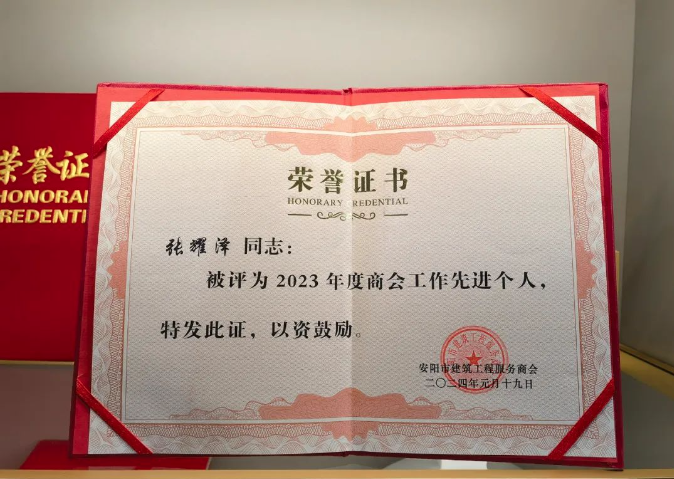 荣誉证
HONORAR
REDENTI
荣誉证书
HONORARY CREDENTIAL
张耀泽 同志：
被评为 2023 年度商会工作先进个人，
特发此证，以资鼓励。
安阳市建筑工程服务商会
二〇二四年元月十九日